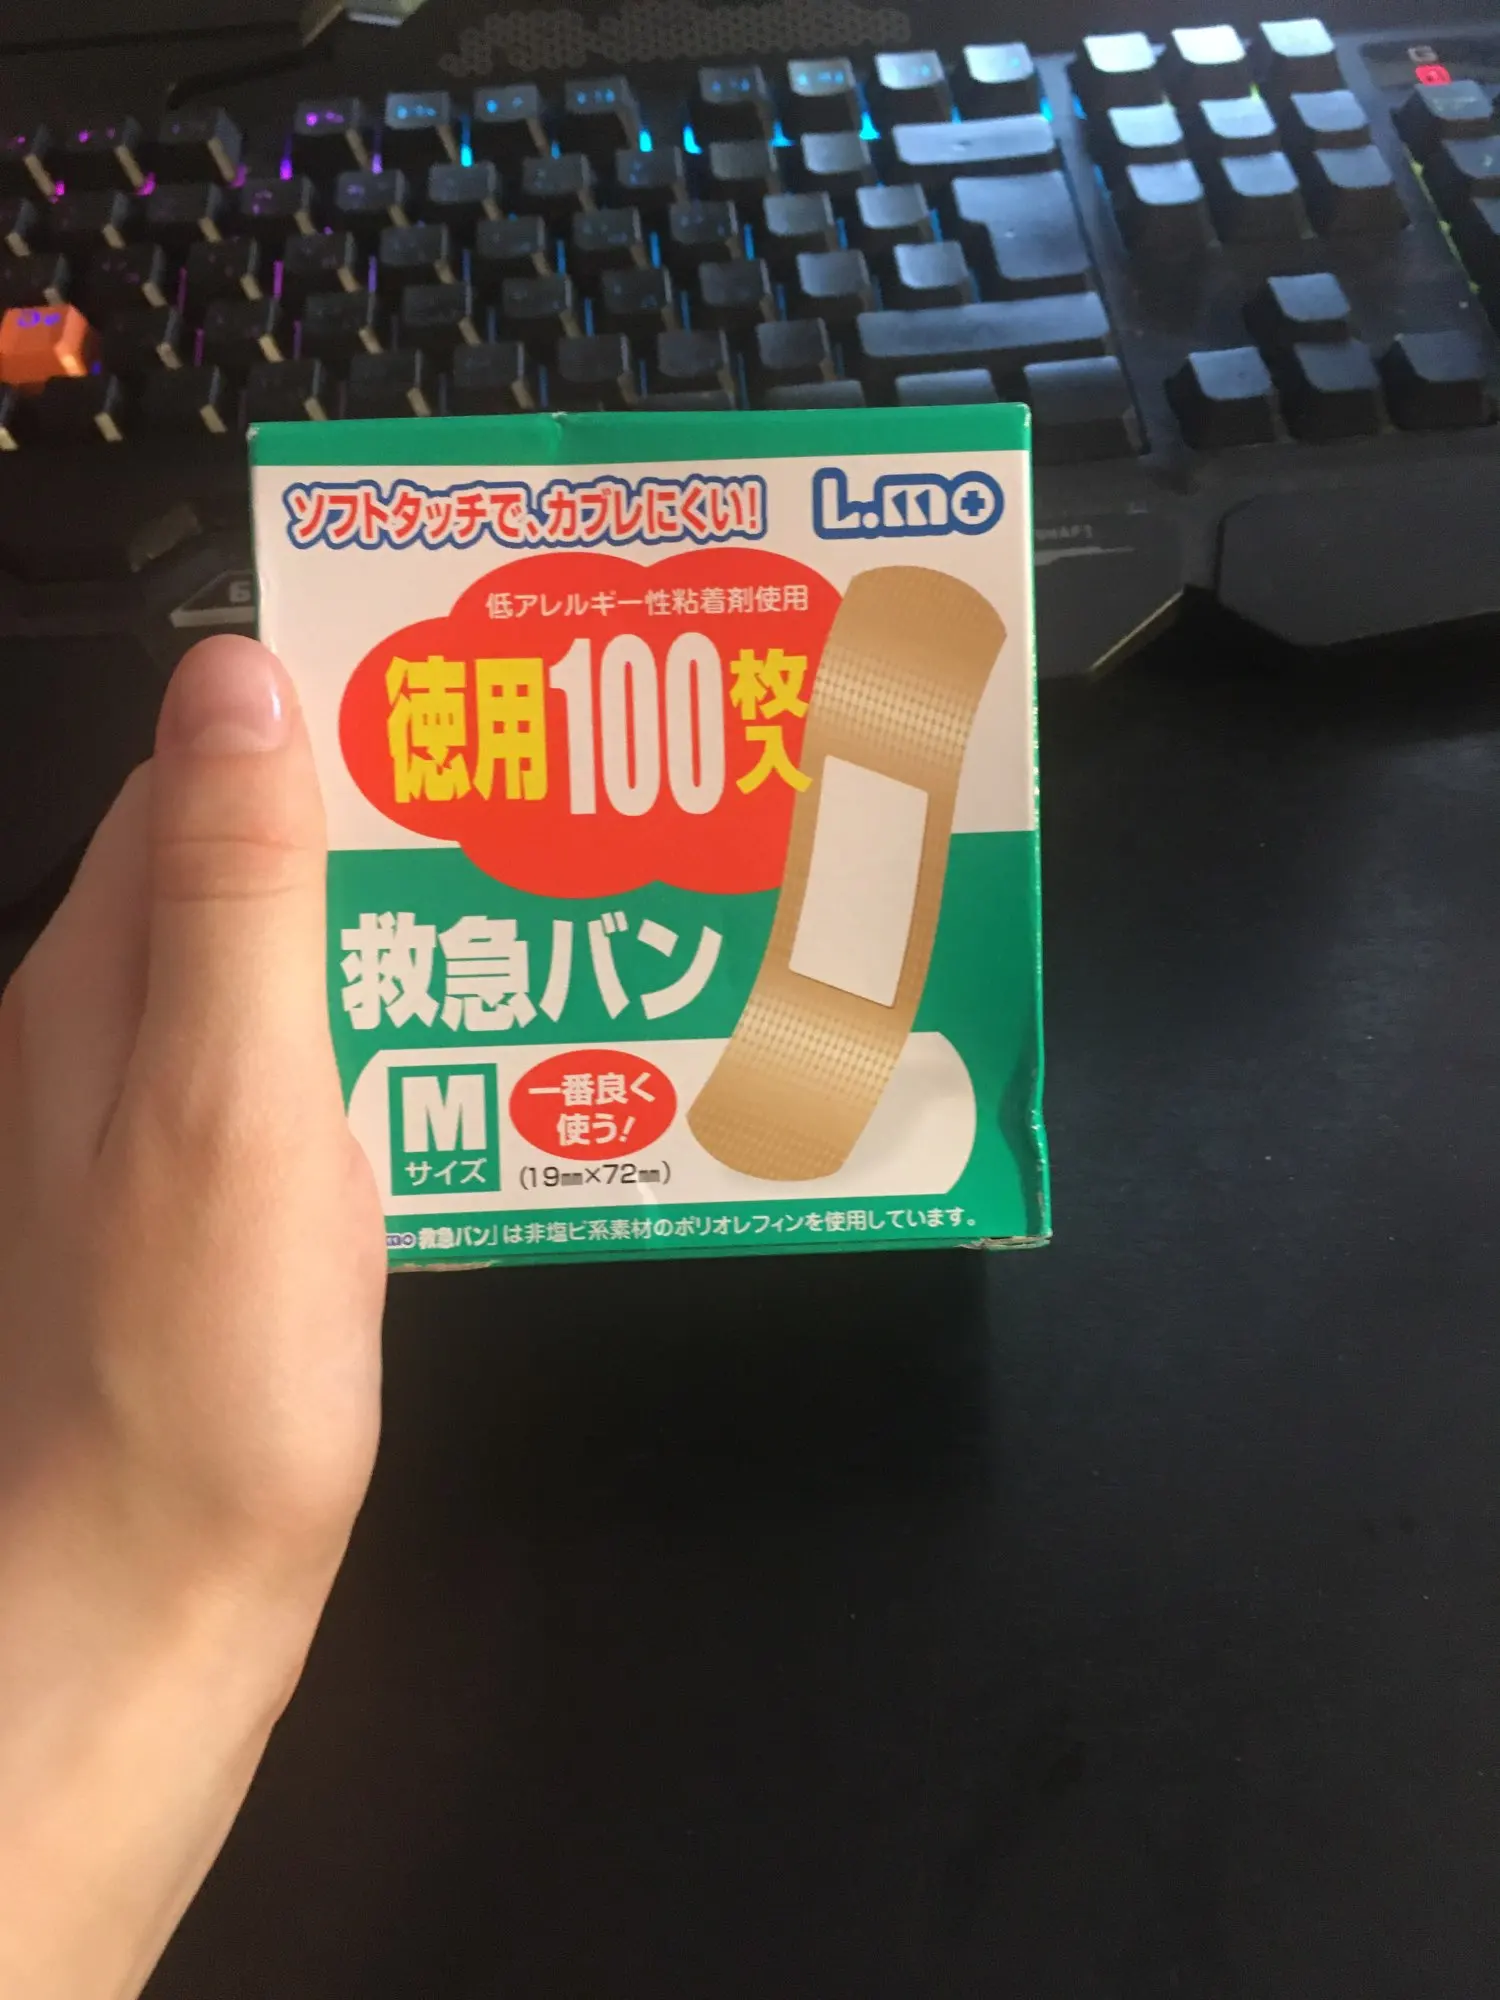 ソフトタッチで、カブレにくい!
L.mo
低アレルギー性粘着剤使用
徳用100枚入
救急バン
M
サイズ
一番良く
使う!
(19mm×72mm)
救急バン」は非塩ビ系素材のポリオレフィンを使用しています。
G